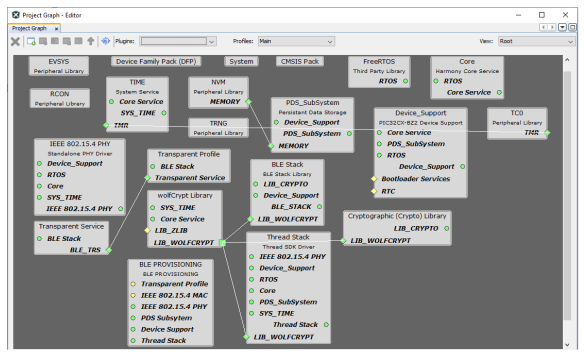 Project Graph - Editor
Project Graph
Plugins:
Profiles: Main
View: Root
EVSYS
Peripheral Library
Device Family Pack (DFP)
System
CMSIS Pack
FreeRTOS
Third Party Library
RTOS
Core
Harmony Core Service
RTOS
Core Service
RCON
Peripheral Library
TIME
System Service
Core Service
SYS_TIME
TMR
NVM
Peripheral Library
MEMORY
TRNG
Peripheral Library
PDS_SubSystem
Persistant Data Storage
Device_Support
PDS_SubSystem
MEMORY
Device_Support
PIC32CX-BZ2 Device Support
Core Service
PDS_SubSystem
RTOS
Device_Support
Bootloader Services
RTC
TC0
Peripheral Library
TMR
IEEE 802.15.4 PHY
Standalone PHY Driver
Device_Support
RTOS
Core
SYS_TIME
IEEE 802.15.4 PHY
Transparent Profile
BLE Stack
Transparent Service
BLE Stack
BLE Stack Library
LIB_CRYPTO
Device_Support
BLE_STACK
LIB_WOLFCRYPT
wolfCrypt Library
SYS_TIME
Core Service
LIB_ZLIB
LIB_WOLFCRYPT
Cryptographic (Crypto) Library
LIB_CRYPTO
LIB_WOLFCRYPT
Transparent Service
BLE Stack
BLE_TRS
Thread Stack
Thread SDK Driver
IEEE 802.15.4 PHY
Device_Support
RTOS
Core
PDS_SubSystem
SYS_TIME
Thread Stack
LIB_WOLFCRYPT
BLE PROVISIONING
BLE PROVISIONING
Transparent Profile
IEEE 802.15.4 MAC
IEEE 802.15.4 PHY
PDS Subsytem
Device Support
Thread Stack